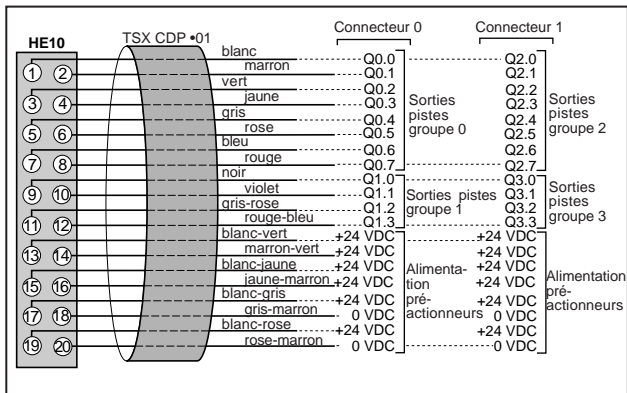 Connecteur 0 Connecteur 1
HE10 TSX CDP •01
blanc Q0.0 Q2.0
1 2 marron Q0.1 Q2.1
vert Q0.2 Q2.2
3 4 jaune Q0.3 Q2.3
gris Q0.4 Q2.4
5 6 rose Q0.5 Q2.5
bleu Q0.6 Q2.6
7 8 rouge Q0.7 Q2.7
Sorties
pistes
groupe 0
Sorties
pistes
groupe 2
noir Q1.0 Q3.0
9 10 violet Q1.1 Q3.1
gris-rose Q1.2 Q3.2
11 12 rouge-bleu Q1.3 Q3.3
Sorties pistes
groupe 1
Sorties
pistes
groupe 3
blanc-vert +24 VDC +24 VDC
13 14 marron-vert +24 VDC +24 VDC
blanc-jaune +24 VDC +24 VDC
15 16 jaune-marron +24 VDC +24 VDC
blanc-gris +24 VDC +24 VDC
17 18 gris-marron 0 VDC 0 VDC
blanc-rose +24 VDC +24 VDC
19 20 rose-marron 0 VDC 0 VDC
Alimenta-
tion
pré-
actionneurs
Alimentation
pré-
actionneurs